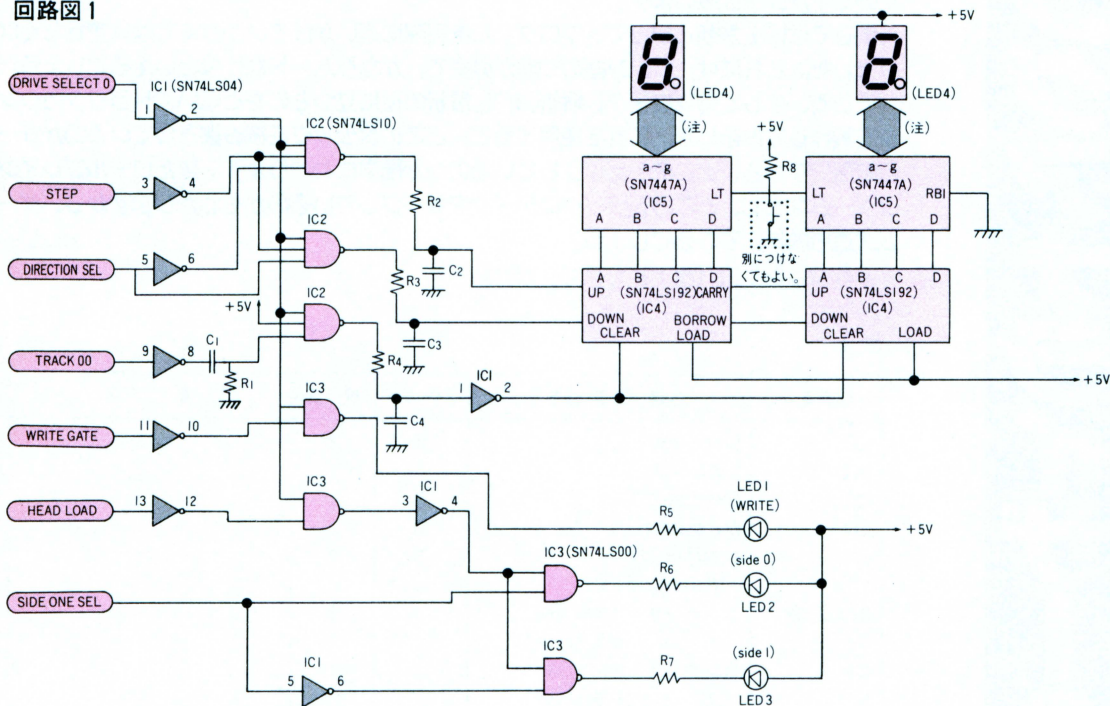 回路図1
+5V
(LED4)
(LED4)
DRIVE SELECT 0
IC1 (SN74LS04)
1
2
IC2(SN74LS10)
(注)
+5V
(注)
STEP
3
4
R2
a~g
(SN7447A)
(IC5)
LT
A B C D
R8
a~g
(SN7447A)
(IC5)
LT
RBI
A B C D
別につけな
くてもよい。
DIRECTION SEL
5
6
IC2
R3
C2
A B C D
UP (SN74LS192) CARRY
(IC4)
DOWN BORROW
CLEAR LOAD
A B C D
UP (SN74LS192)
(IC4)
DOWN
CLEAR LOAD
+5V
IC2
C3
TRACK 00
9
8
C1
R1
R4
C4
IC1
1
2
+5V
WRITE GATE
11
10
IC3
HEAD LOAD
13
12
IC3
IC1
3
4
R5
LED1
(WRITE)
+5V
IC3(SN74LS00)
R6
(side 0)
LED2
SIDE ONE SEL
IC1
5
6
IC3
R7
(side 1)
LED3